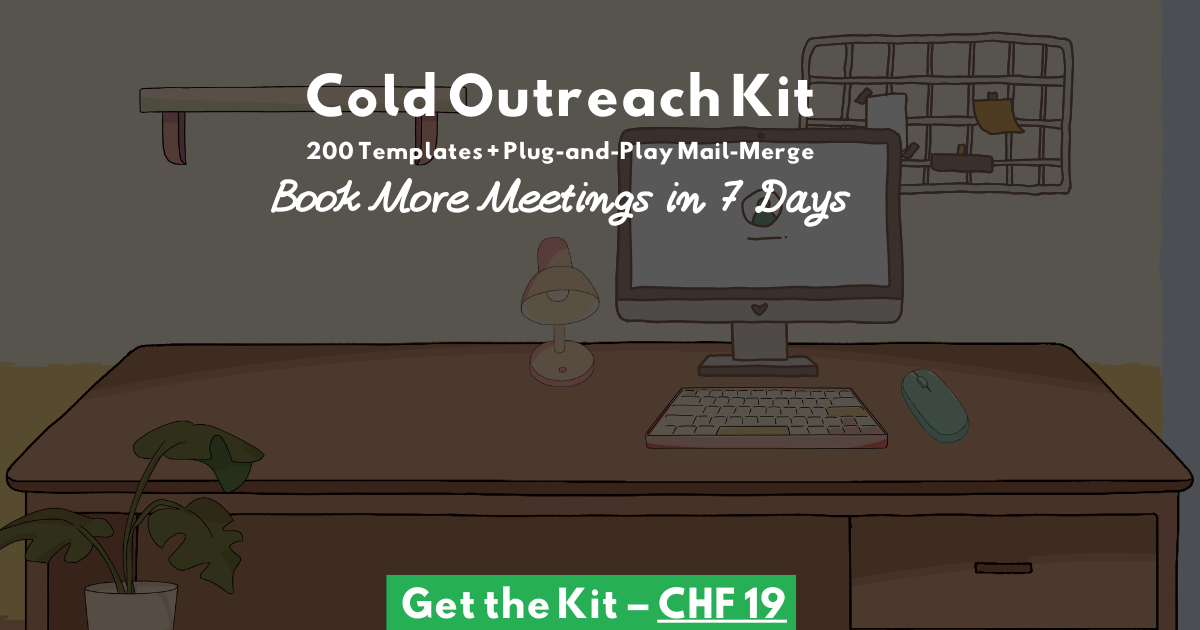 Cold Outreach Kit
200 Templates + Plug-and-Play Mail-Merge
Book More Meetings in 7 Days
Get the Kit – CHF 19